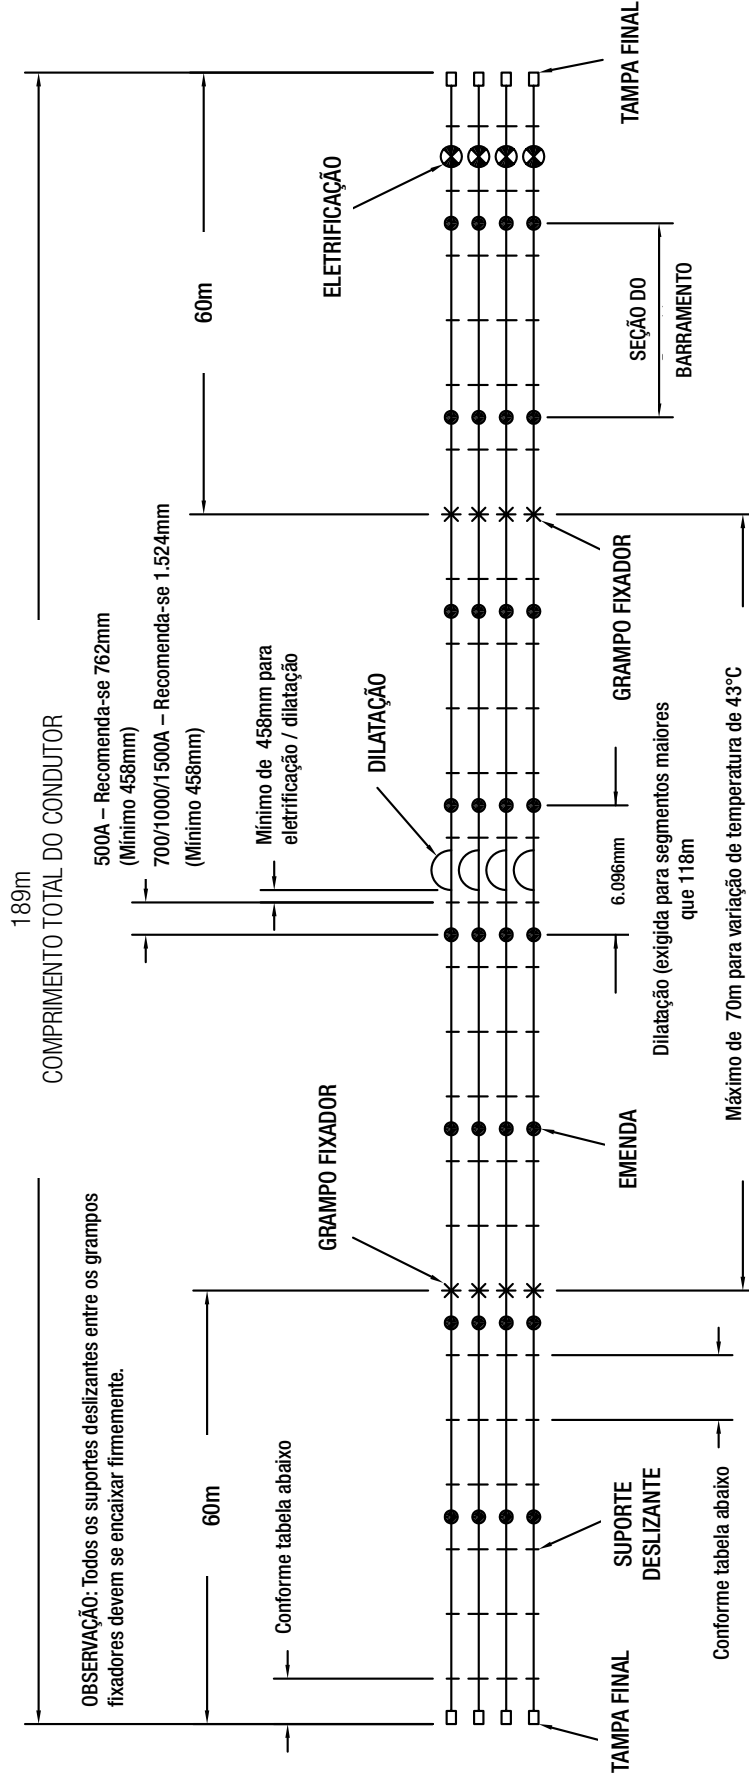 189m
COMPRIMENTO TOTAL DO CONDUTOR
OBSERVAÇÃO: Todos os suportes deslizantes entre os grampos
fixadores devem se encaixar firmemente.
500A – Recomenda-se 762mm
(Mínimo 458mm)
700/1000/1500A – Recomenda-se 1.524mm
(Mínimo 458mm)
60m
60m
Conforme tabela abaixo
Mínimo de 458mm para
eletrificação / dilatação
GRAMPO FIXADOR
DILATAÇÃO
ELETRIFICAÇÃO
TAMPA FINAL
SUPORTE
DESLIZANTE
EMENDA
6.096mm
GRAMPO FIXADOR
SEÇÃO DO
BARRAMENTO
TAMPA FINAL
Dilatação (exigida para segmentos maiores
que 118m
Conforme tabela abaixo
Máximo de 70m para variação de temperatura de 43°C